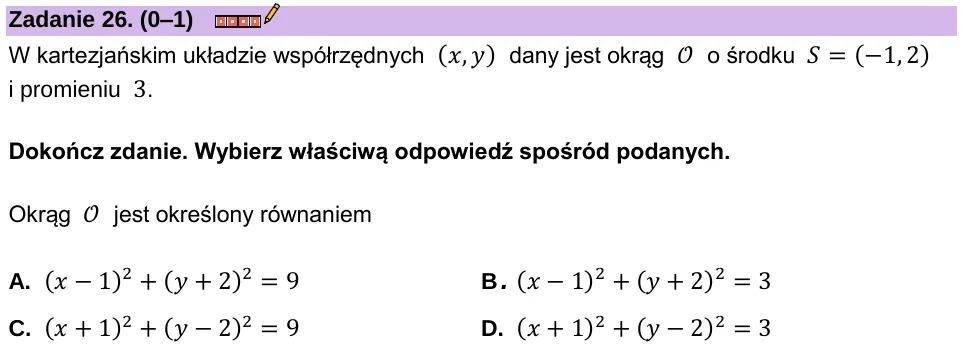 Zadanie 26. (0–1)
W kartezjańskim układzie współrzędnych (x, y) dany jest okrąg 𝒪 o środku S = (−1, 2)
i promieniu 3.
Dokończ zdanie. Wybierz właściwą odpowiedź spośród podanych.
Okrąg 𝒪 jest określony równaniem
A. (x − 1)² + (y + 2)² = 9 B. (x − 1)² + (y + 2)² = 3
C. (x + 1)² + (y − 2)² = 9 D. (x + 1)² + (y − 2)² = 3